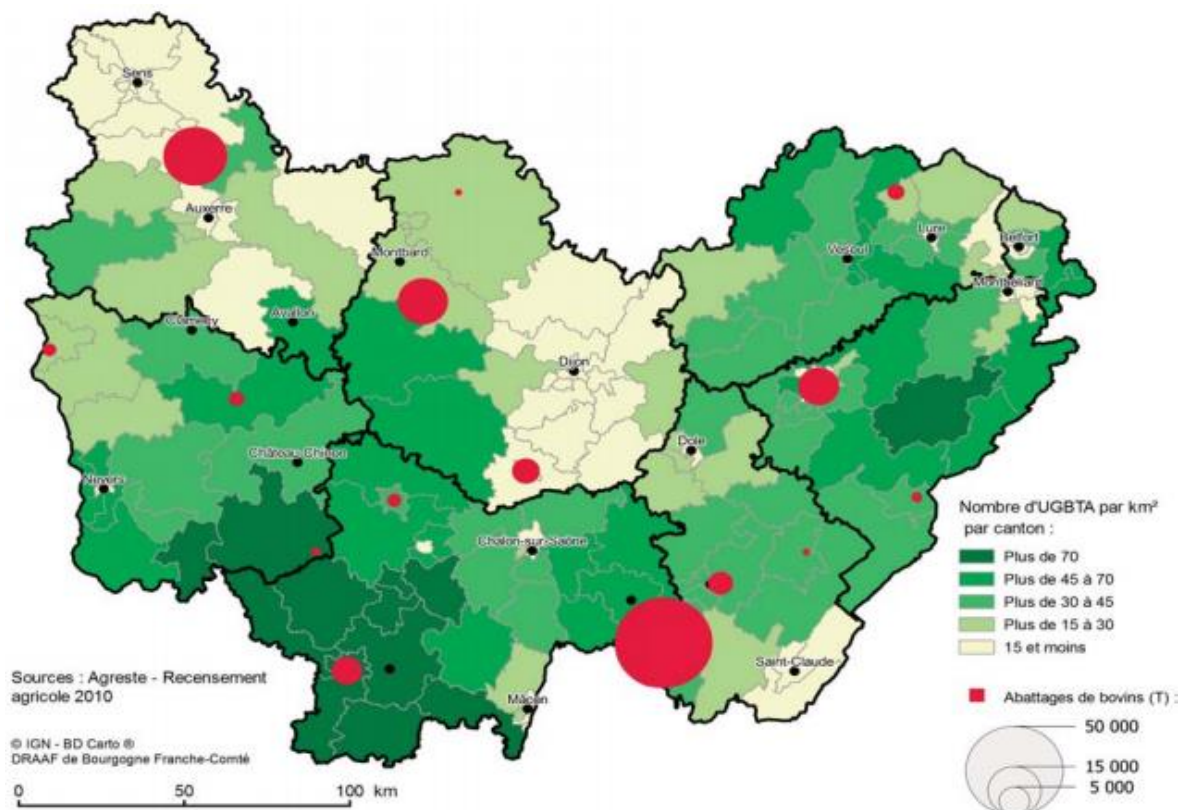 Sens
Auxerre
Montbard
Clamecy
Avallon
Dijon
Vesoul
Lure
Belfort
Montbéliard
Dole
Château-Chinon
Nevers
Chalon-sur-Saône
Saint-Claude
Mâcon
Nombre d'UGBTA par km²
par canton :
Plus de 70
Plus de 45 à 70
Plus de 30 à 45
Plus de 15 à 30
15 et moins
Abattages de bovins (T) :
50 000
15 000
5 000
Sources : Agreste - Recensement
agricole 2010
© IGN - BD Carto ®
DRAAF de Bourgogne Franche-Comté
0 50 100 km